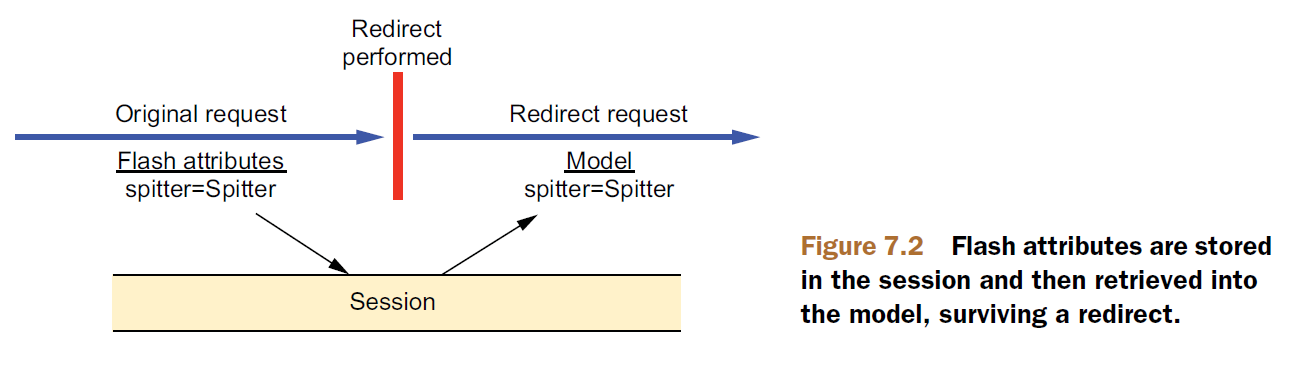 Redirect
performed
Original request
Redirect request
Flash attributes
spitter=Spitter
Model
spitter=Spitter
Session
Figure 7.2 Flash attributes are stored
in the session and then retrieved into
the model, surviving a redirect.